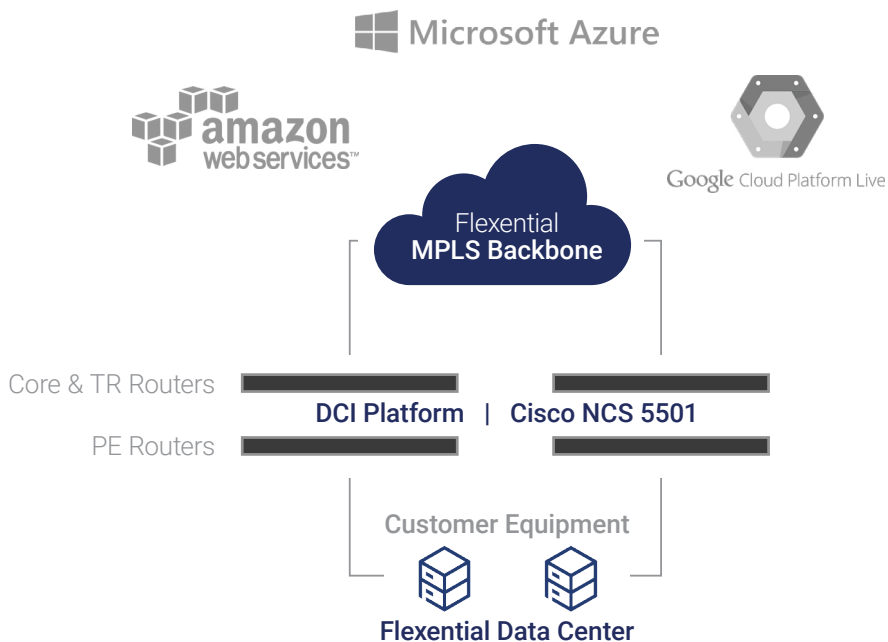 Microsoft Azure
amazon
web services™
Google Cloud Platform Live
Flexential
MPLS Backbone
Core & TR Routers
DCI Platform | Cisco NCS 5501
PE Routers
Customer Equipment
Flexential Data Center